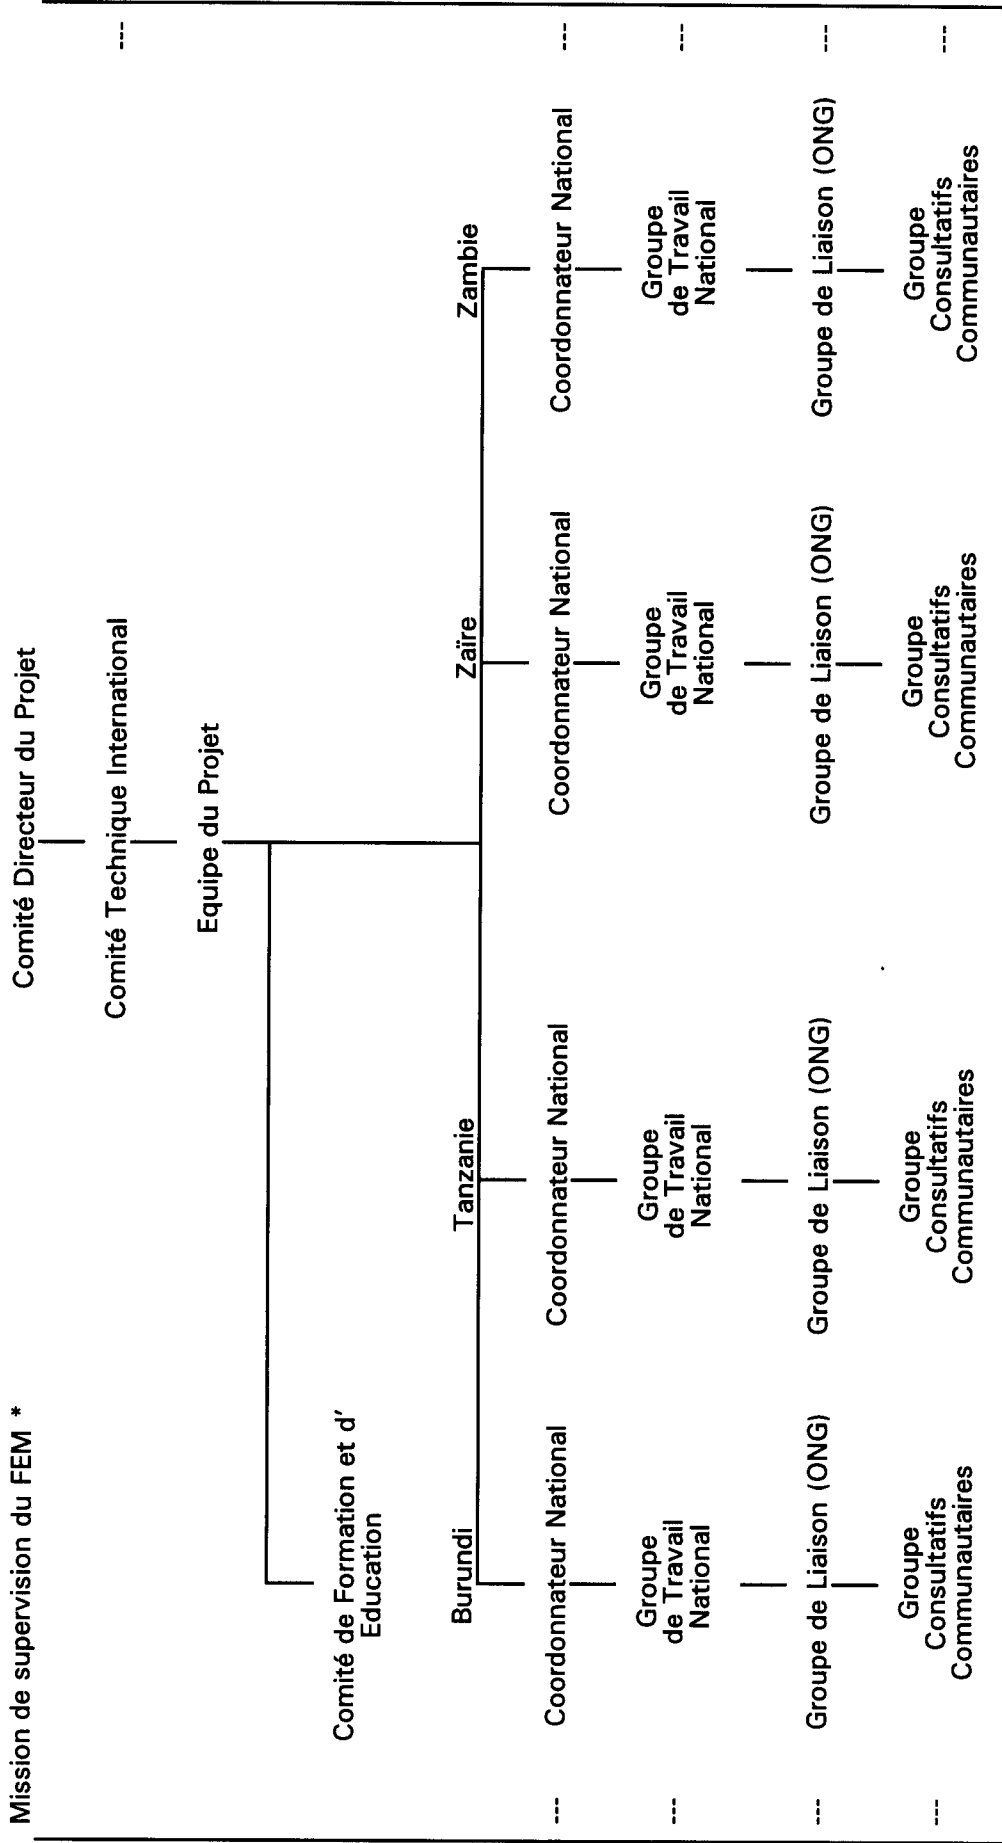 Mission de supervision du FEM *
Comité Directeur du Projet
Comité Technique International
---
Equipe du Projet
Comité de Formation et d'
Education
Burundi
Tanzanie
Zaïre
Zambie
---
Coordonnateur National
Coordonnateur National
Coordonnateur National
Coordonnateur National
---
---
Groupe
de Travail
National
Groupe
de Travail
National
Groupe
de Travail
National
Groupe
de Travail
National
---
---
Groupe de Liaison (ONG)
Groupe de Liaison (ONG)
Groupe de Liaison (ONG)
Groupe de Liaison (ONG)
---
---
Groupe
Consultatifs
Communautaires
Groupe
Consultatifs
Communautaires
Groupe
Consultatifs
Communautaires
Groupe
Consultatifs
Communautaires
---